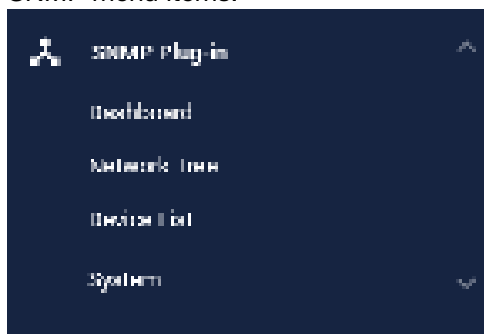 SNMP Plug-in
Dashboard
Network Tree
Device List
System